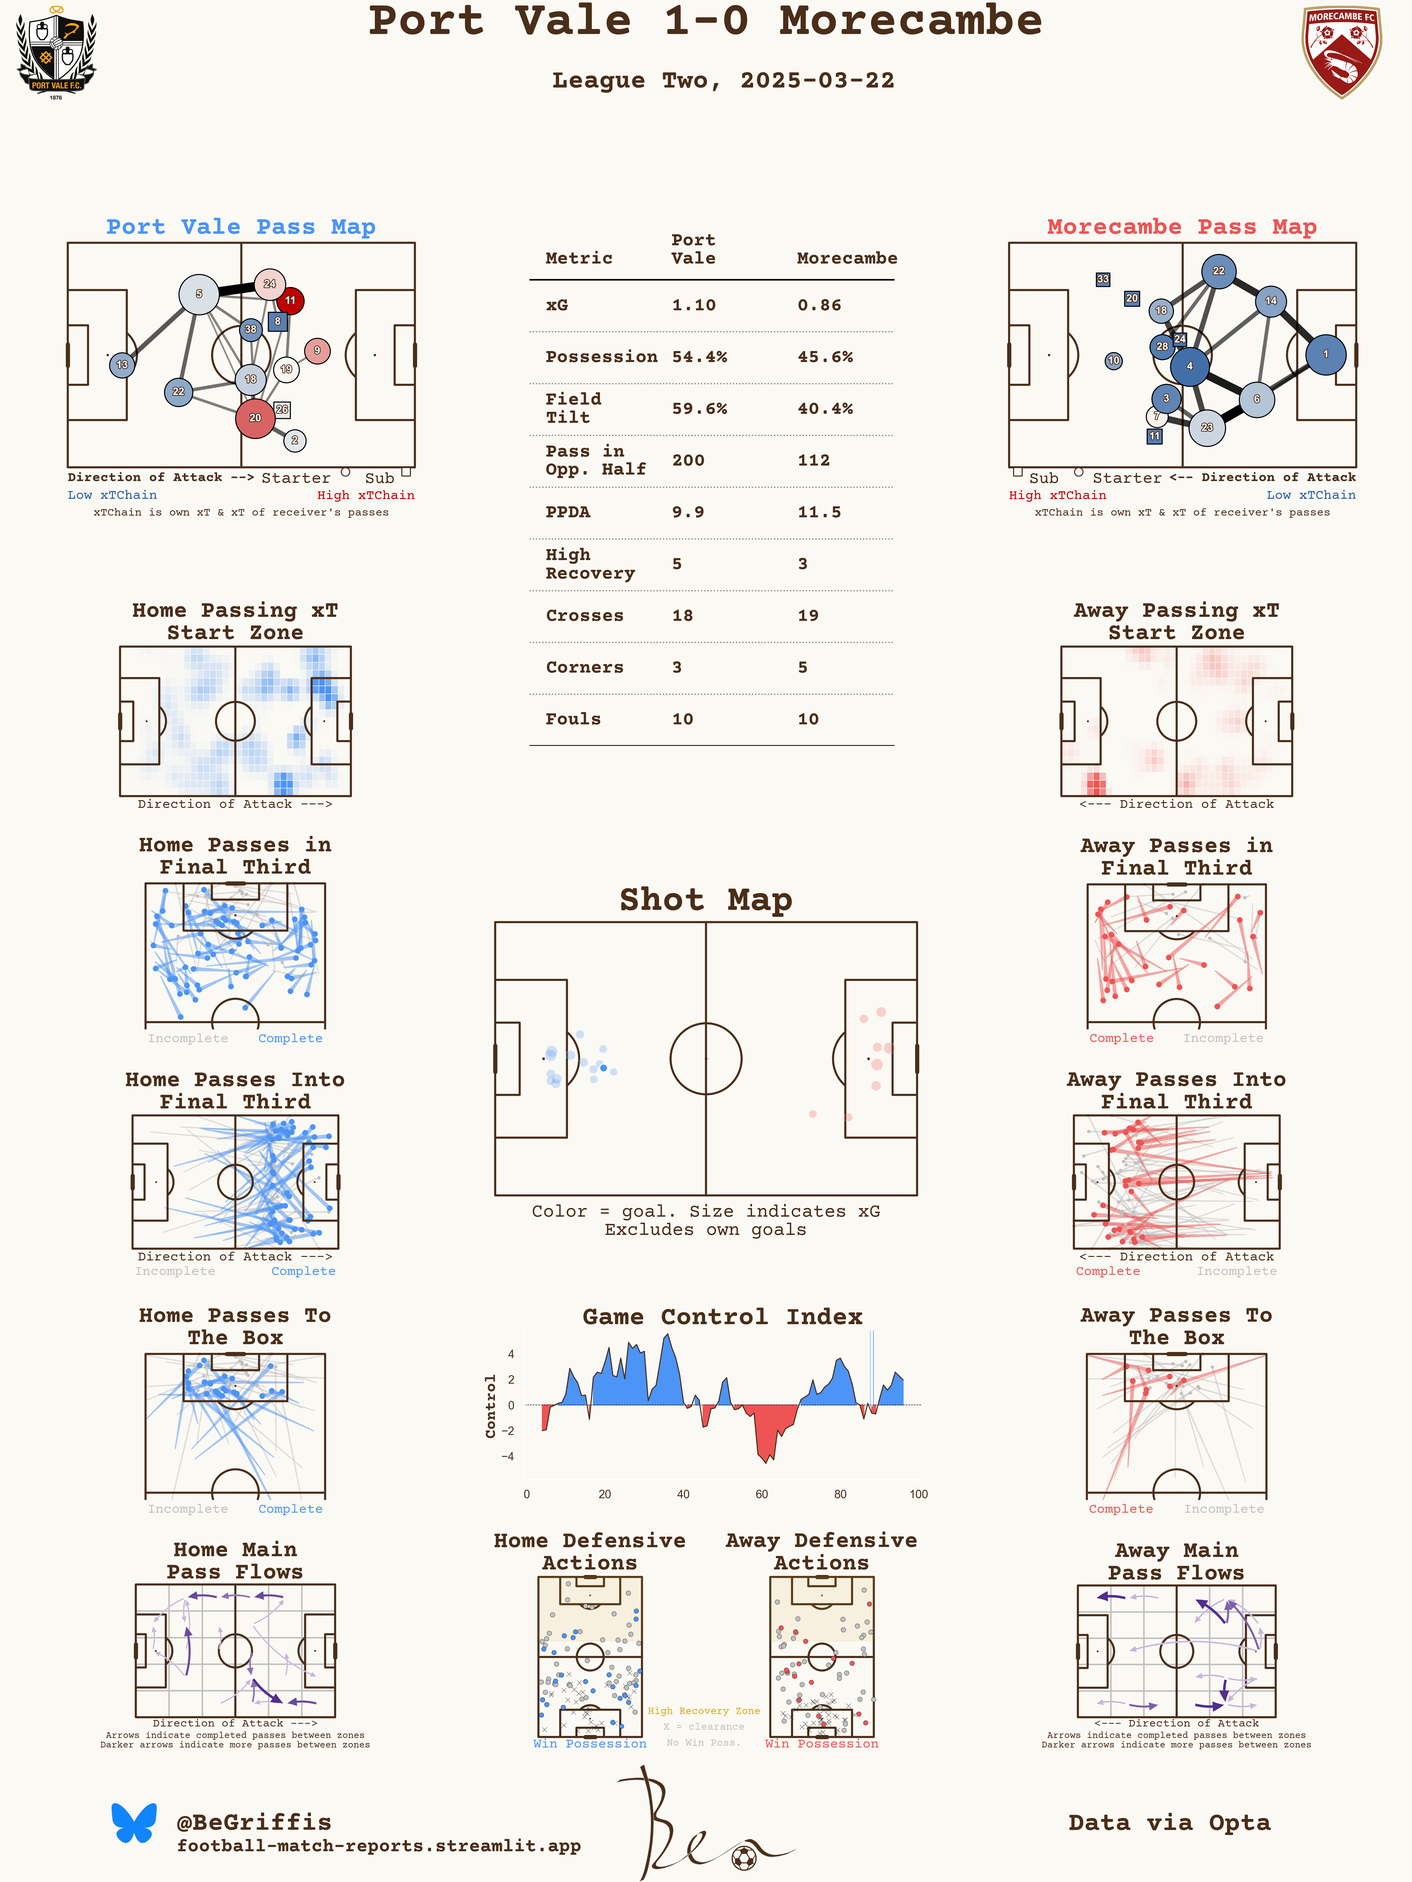 Port Vale 1-0 Morecambe
League Two, 2025-03-22
PORT VALE F.C.
1876
MORECAMBE FC
Port Vale Pass Map
5
24
11
8
38
9
13
19
18
22
26
20
2
Direction of Attack --> Starter Sub
Low xTChain High xTChain
xTChain is own xT & xT of receiver's passes
Metric Port Vale Morecambe
xG 1.10 0.86
Possession 54.4% 45.6%
Field Tilt 59.6% 40.4%
Pass in Opp. Half 200 112
PPDA 9.9 11.5
High Recovery 5 3
Crosses 18 19
Corners 3 5
Fouls 10 10
Morecambe Pass Map
33
22
20
14
18
24
28
10
4
1
3
6
7
23
11
Sub Starter <-- Direction of Attack
High xTChain Low xTChain
xTChain is own xT & xT of receiver's passes
Home Passing xT
Start Zone
Direction of Attack --->
Away Passing xT
Start Zone
<--- Direction of Attack
Home Passes in
Final Third
Incomplete Complete
Away Passes in
Final Third
Complete Incomplete
Shot Map
Color = goal. Size indicates xG
Excludes own goals
Home Passes Into
Final Third
Direction of Attack --->
Incomplete Complete
Away Passes Into
Final Third
<--- Direction of Attack
Complete Incomplete
Home Passes To
The Box
Incomplete Complete
Game Control Index
Control
4
2
0
−2
−4
0 20 40 60 80 100
Away Passes To
The Box
Complete Incomplete
Home Main
Pass Flows
Direction of Attack --->
Arrows indicate completed passes between zones
Darker arrows indicate more passes between zones
Home Defensive
Actions
Win Possession
High Recovery Zone
X = clearance
No Win Poss.
Away Defensive
Actions
Win Possession
Away Main
Pass Flows
<--- Direction of Attack
Arrows indicate completed passes between zones
Darker arrows indicate more passes between zones
@BeGriffis
football-match-reports.streamlit.app
Ben
Data via Opta